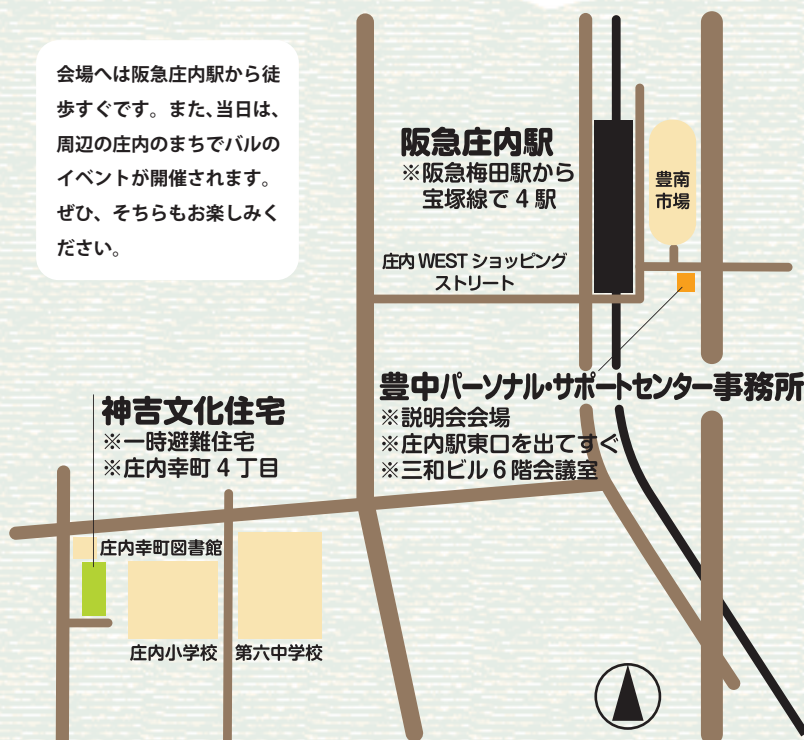 会場へは阪急庄内駅から徒
歩すぐです。また、当日は、
周辺の庄内のまちでバルの
イベントが開催されます。
ぜひ、そちらもお楽しみく
ださい。
阪急庄内駅
※阪急梅田駅から
宝塚線で4駅
豊南
市場
庄内WESTショッピング
ストリート
豊中パーソナル・サポートセンター事務所
※説明会会場
※庄内駅東口を出てすぐ
※三和ビル6階会議室
神吉文化住宅
※一時避難住宅
※庄内幸町4丁目
庄内幸町図書館
庄内小学校
第六中学校